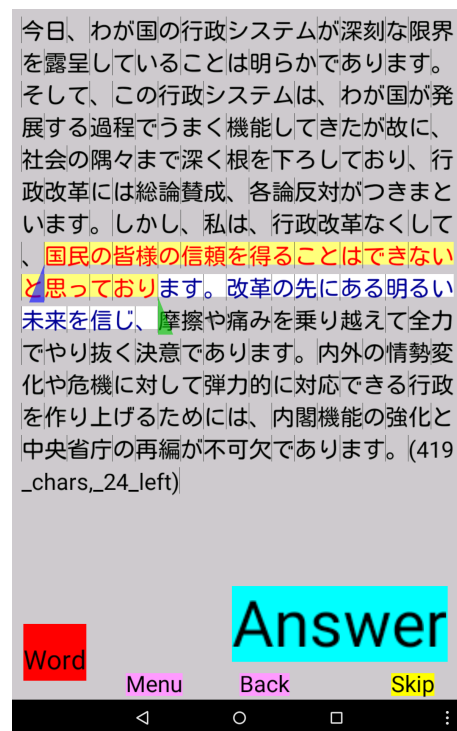 今日、わが国の行政システムが深刻な限界
を露呈していることは明らかであります。
そして、この行政システムは、わが国が発
展する過程でうまく機能してきたが故に、
社会の隅々まで深く根を下ろしており、行
政改革には総論賛成、各論反対がつきまと
います。しかし、私は、行政改革なくして
、国民の皆様の信頼を得ることはできない
と思っております。改革の先にある明るい
未来を信じ、摩擦や痛みを乗り越えて全力
でやり抜く決意であります。内外の情勢変
化や危機に対して弾力的に対応できる行政
を作り上げるためには、内閣機能の強化と
中央省庁の再編が不可欠であります。(419
_chars,_24_left)
Answer
Word
Menu Back Skip